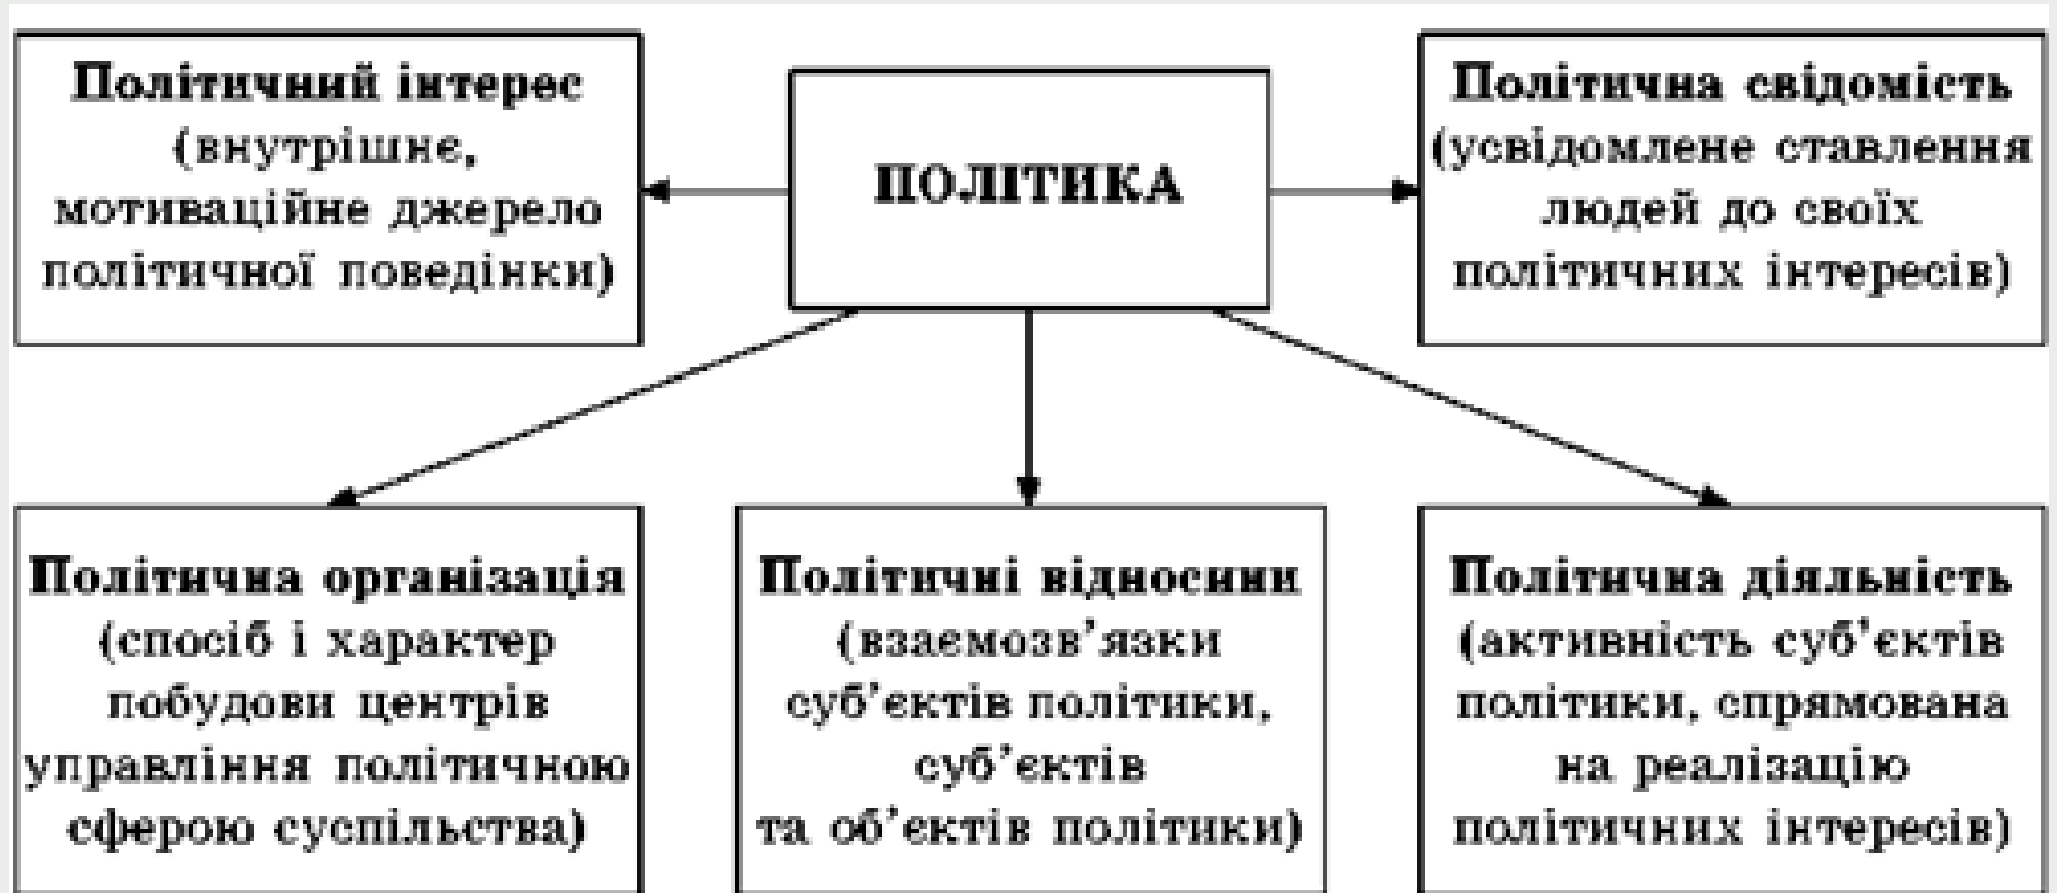 Політичний інтерес
(внутрішнє,
мотиваційне джерело
політичної поведінки)
ПОЛІТИКА
Політична свідомість
(усвідомлене ставлення
людей до своїх
політичних інтересів)
Політична організація
(спосіб і характер
побудови центрів
управління політичною
сферою суспільства)
Політичні відносини
(взаємозв’язки
суб’єктів політики,
суб’єктів
та об’єктів політики)
Політична діяльність
(активність суб’єктів
політики, спрямована
на реалізацію
політичних інтересів)